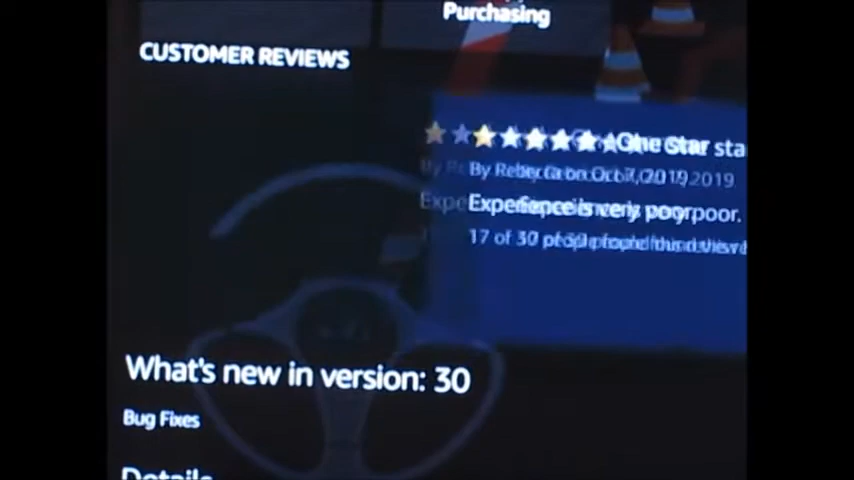 Purchasing
CUSTOMER REVIEWS
One Star
By Rebecca on Oct 7, 2019
Experience is very poor.
17 of 30 people found this
What's new in version: 30
Bug Fixes
Details